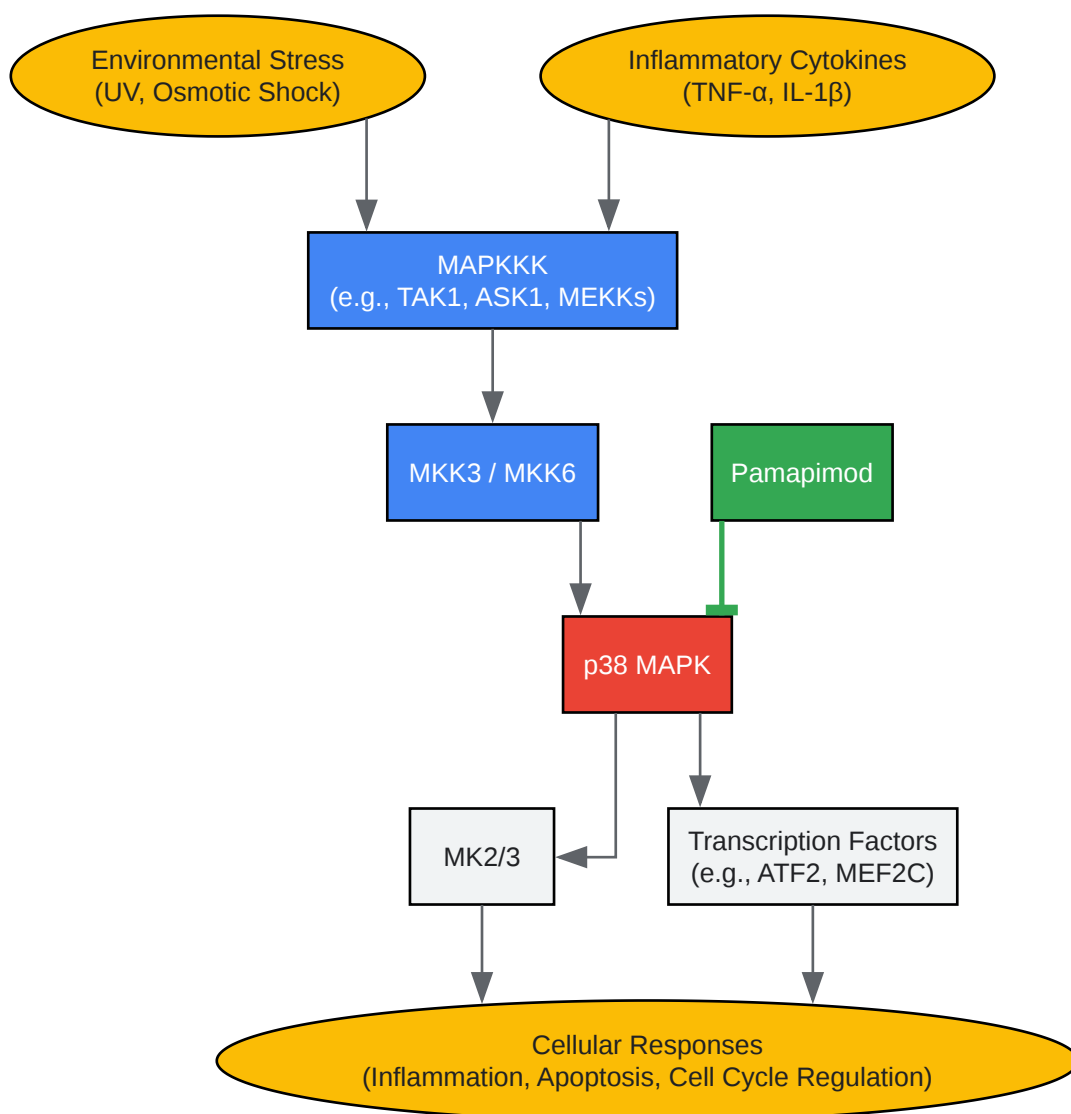 Environmental Stress
(UV, Osmotic Shock)
Inflammatory Cytokines
(TNF-α, IL-1β)
MAPKKK
(e.g., TAK1, ASK1, MEKKs)
MKK3 / MKK6
Pamapimod
p38 MAPK
MK2/3
Transcription Factors
(e.g., ATF2, MEF2C)
Cellular Responses
(Inflammation, Apoptosis, Cell Cycle Regulation)